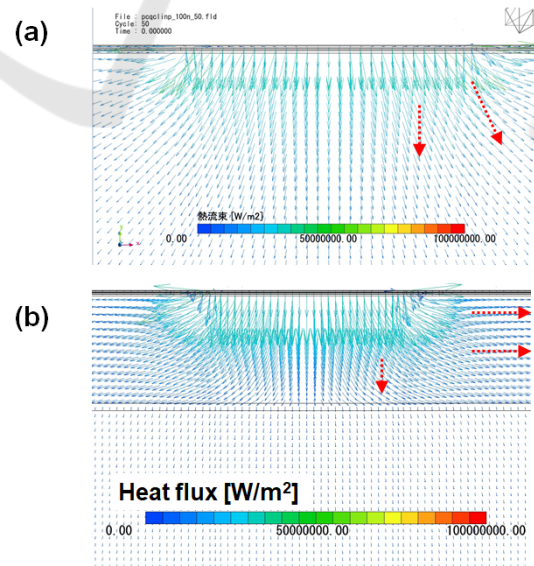 (a)
File : pcqclinp_100n_50.fld
Cycle: 50
Time : 0.000000
熱流束 [W/m2]
0.00 50000000.00 100000000.00
(b)
Heat flux [W/m²]
0.00 50000000.00 100000000.00